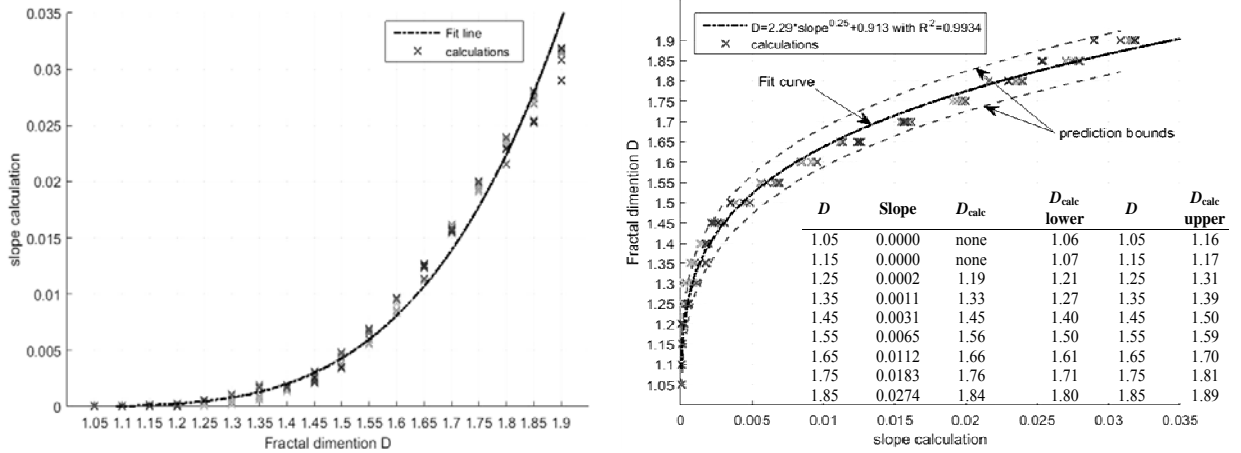 0.035
0.03
0.025
0.02
0.015
0.01
0.005
0
slope calculation
Fit line
calculations
1.05 1.1 1.15 1.2 1.25 1.3 1.35 1.4 1.45 1.5 1.55 1.6 1.65 1.7 1.75 1.8 1.85 1.9
Fractal dimention D
D=2.29*slope^0.25+0.913 with R^2=0.9934
calculations
1.9
1.85
1.8
1.75
1.7
1.65
1.6
1.55
1.5
1.45
1.4
1.35
1.3
1.25
1.2
1.15
1.1
1.05
Fractal dimention D
Fit curve
prediction bounds
D Slope Dcalc Dcalc lower D Dcalc upper
1.05 0.0000 none 1.06 1.05 1.16
1.15 0.0000 none 1.07 1.15 1.17
1.25 0.0002 1.19 1.21 1.25 1.31
1.35 0.0011 1.33 1.27 1.35 1.39
1.45 0.0031 1.45 1.40 1.45 1.50
1.55 0.0065 1.56 1.50 1.55 1.59
1.65 0.0112 1.66 1.61 1.65 1.70
1.75 0.0183 1.76 1.71 1.75 1.81
1.85 0.0274 1.84 1.80 1.85 1.89
0 0.005 0.01 0.015 0.02 0.025 0.03 0.035
slope calculation